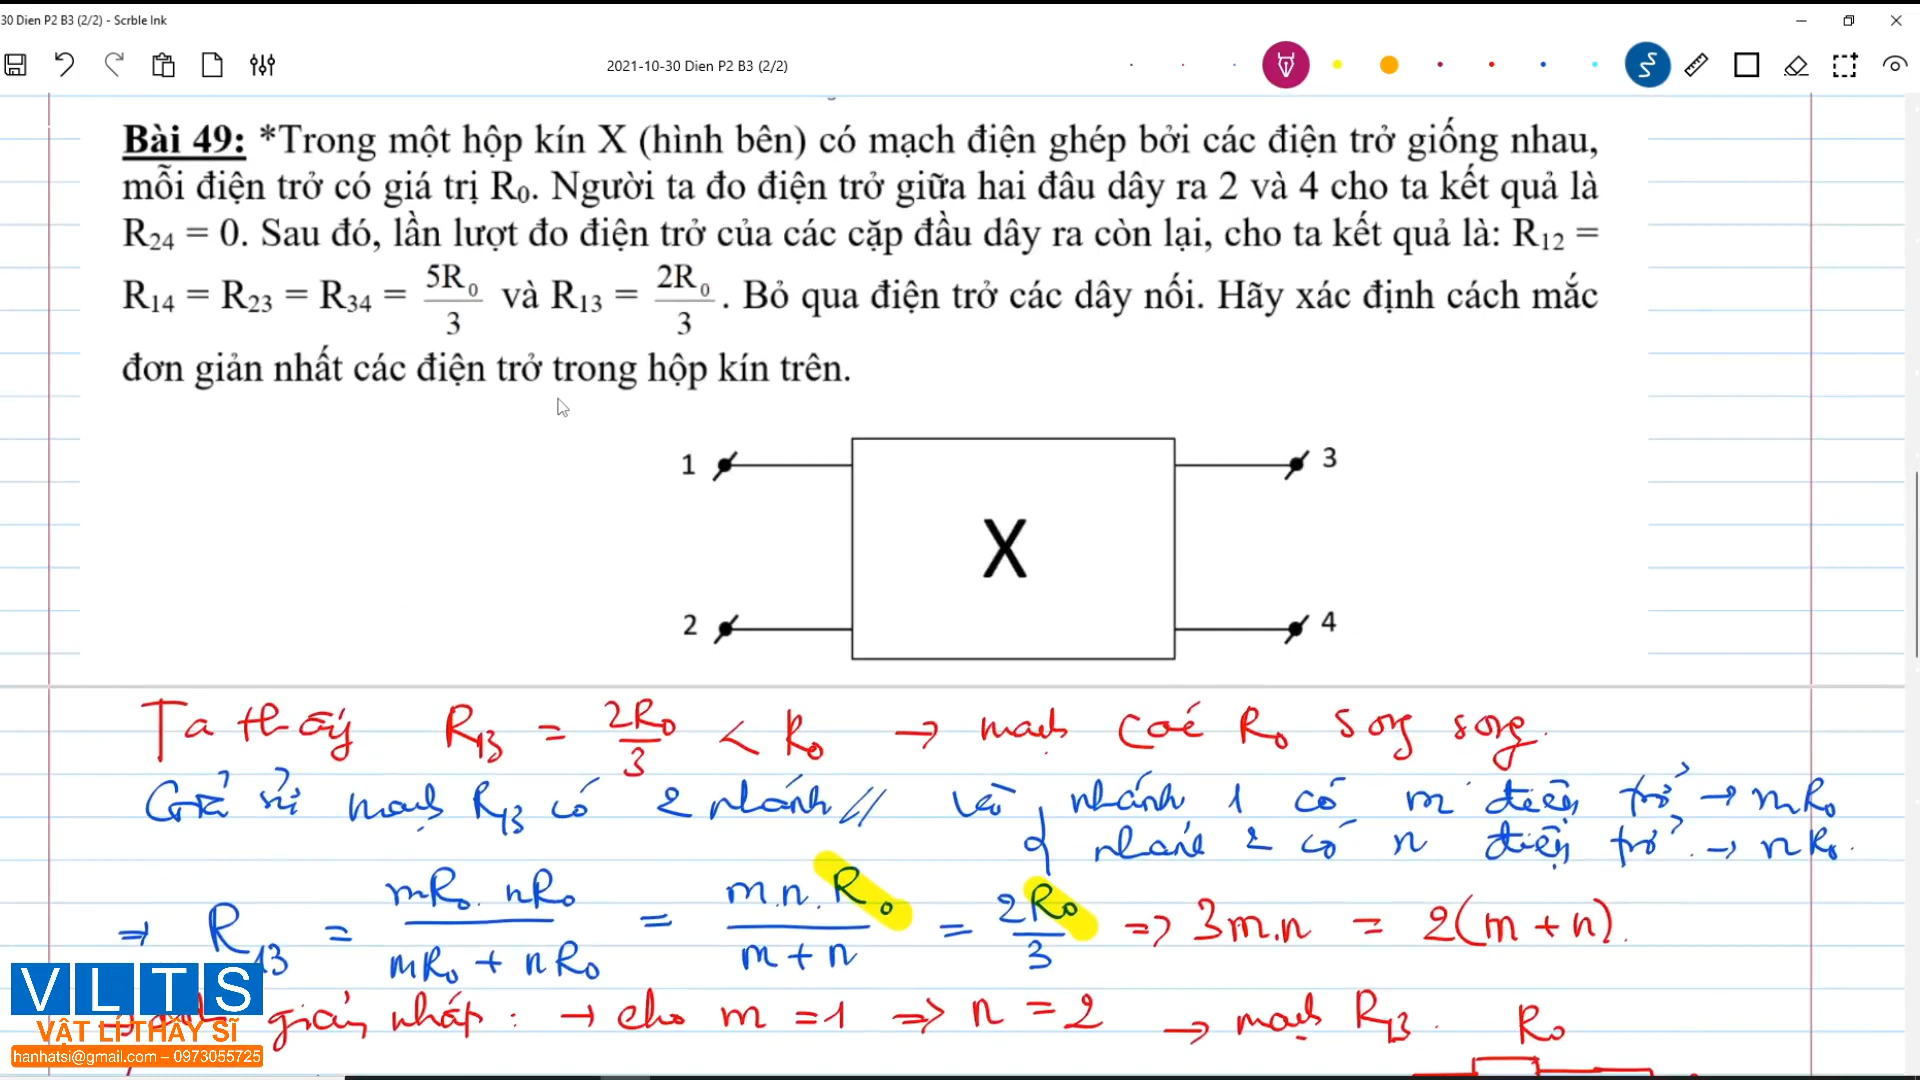 30 Dien P2 B3 (2/2) - Scrble Ink
2021-10-30 Dien P2 B3 (2/2)
Bài 49: *Trong một hộp kín X (hình bên) có mạch điện ghép bởi các điện trở giống nhau,
mỗi điện trở có giá trị R₀. Người ta đo điện trở giữa hai đâu dây ra 2 và 4 cho ta kết quả là
R₂₄ = 0. Sau đó, lần lượt đo điện trở của các cặp đầu dây ra còn lại, cho ta kết quả là: R₁₂ =
R₁₄ = R₂₃ = R₃₄ = 5R₀/3 và R₁₃ = 2R₀/3. Bỏ qua điện trở các dây nối. Hãy xác định cách mắc
đơn giản nhất các điện trở trong hộp kín trên.
1 3
X
2 4
Ta thấy R₁₃ = 2R₀/3 < R₀ → mạch các R₀ song song.
Giả sử mạch R₁₃ có 2 nhánh // và nhánh 1 có m điện trở → mR₀
nhánh 2 có n điện trở → nR₀.
⇒ R₁₃ = mR₀.nR₀/mR₀ + nR₀ = m.n.R₀/m + n = 2R₀/3 => 3m.n = 2(m + n).
giản nhất: → cho m = 1 => n = 2 → mạch R₁₃. R₀
VLTS
VẬT LÍ THẦY SĨ
hanhatsi@gmail.com – 0973055725